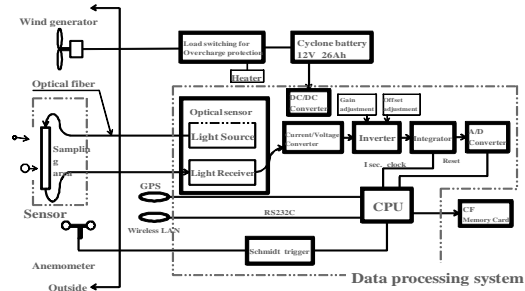 Wind generator
Load switching for
Overcharge protection
Cyclone battery
12V 26Ah
Heater
Optical fiber
DC/DC
Converter
Gain
adjustment
Offset
adjustment
Optical sensor
Light Source
Light Receiver
Current/Voltage
Converter
Inverter
Integrator
A/D
Converter
Samplin
g
area
Sensor
1 sec. clock
Reset
GPS
CPU
RS232C
Wireless LAN
CF
Memory Card
Schmidt trigger
Anemometer
Data processing system
Outside